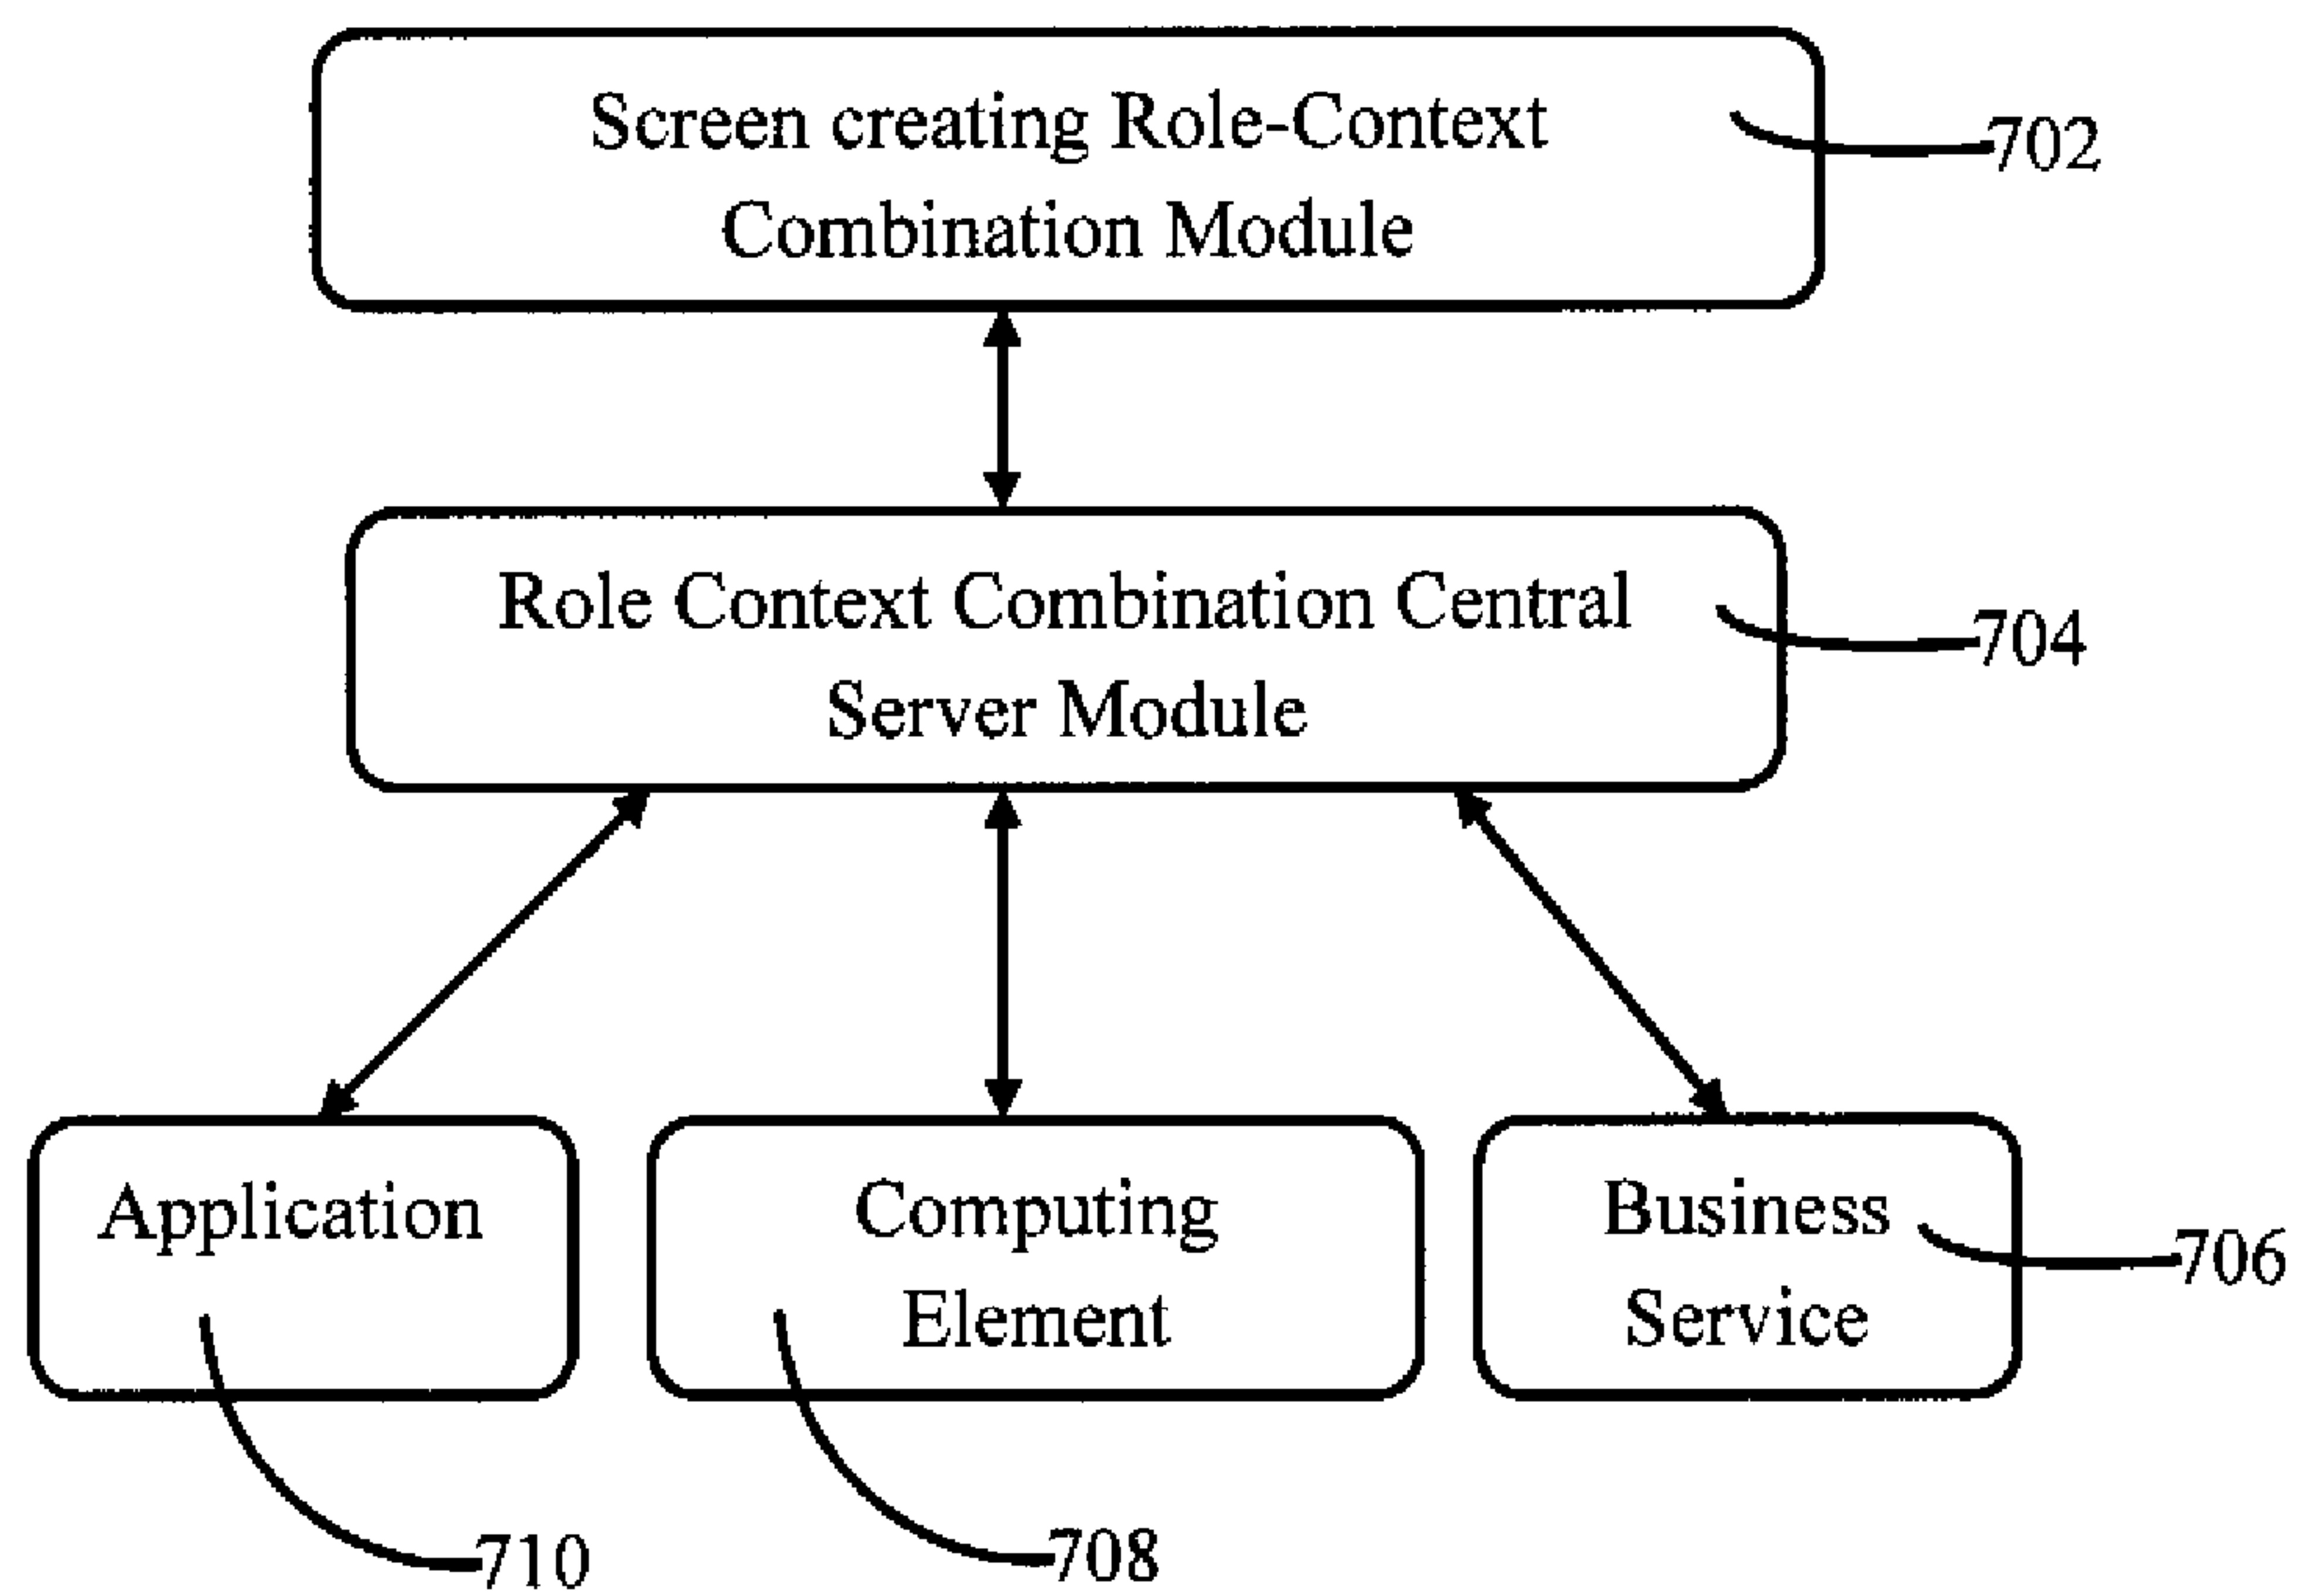 Screen creating Role-Context
Combination Module
702
Role Context Combination Central
Server Module
704
Application
Computing
Element
Business
Service
706
710
708